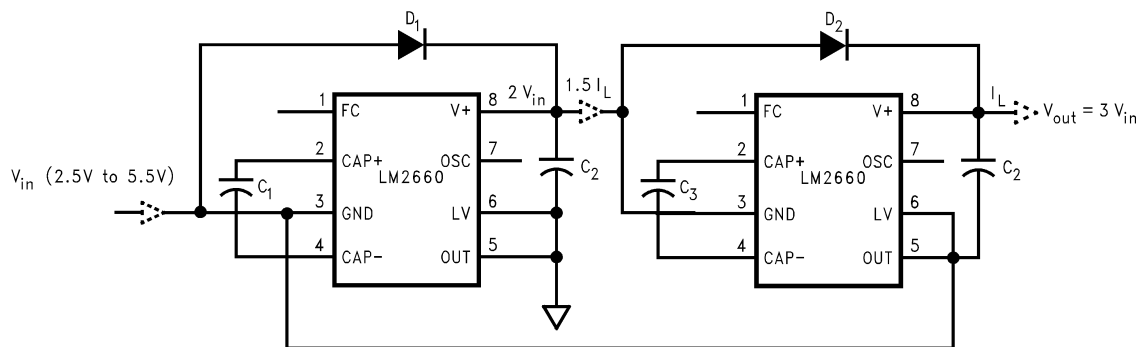 D1
D2
Vin (2.5V to 5.5V)
1 FC V+ 8
2 CAP+ OSC 7
LM2660
3 GND LV 6
4 CAP- OUT 5
C1
2 Vin
1.5 IL
C2
1 FC V+ 8
2 CAP+ OSC 7
LM2660
3 GND LV 6
4 CAP- OUT 5
C3
IL
Vout = 3 Vin
C2